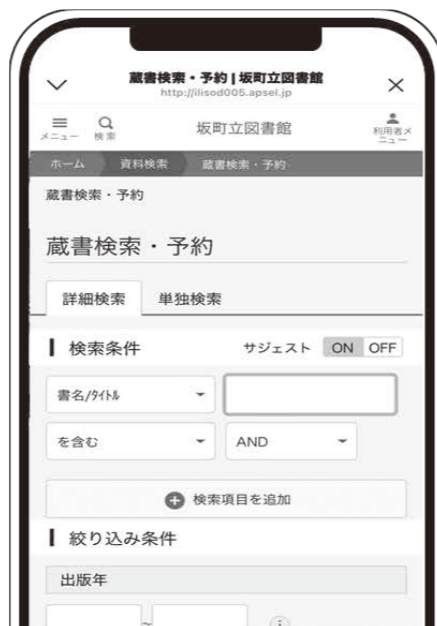 蔵書検索・予約 | 坂町立図書館
http://ilisod005.apsel.jp
メニュー 検索 坂町立図書館 利用者メニュー
ホーム 資料検索 蔵書検索・予約
蔵書検索・予約
蔵書検索・予約
詳細検索 単独検索
検索条件 サジェスト ON OFF
書名/タイトル
を含む AND
検索項目を追加
絞り込み条件
出版年
~